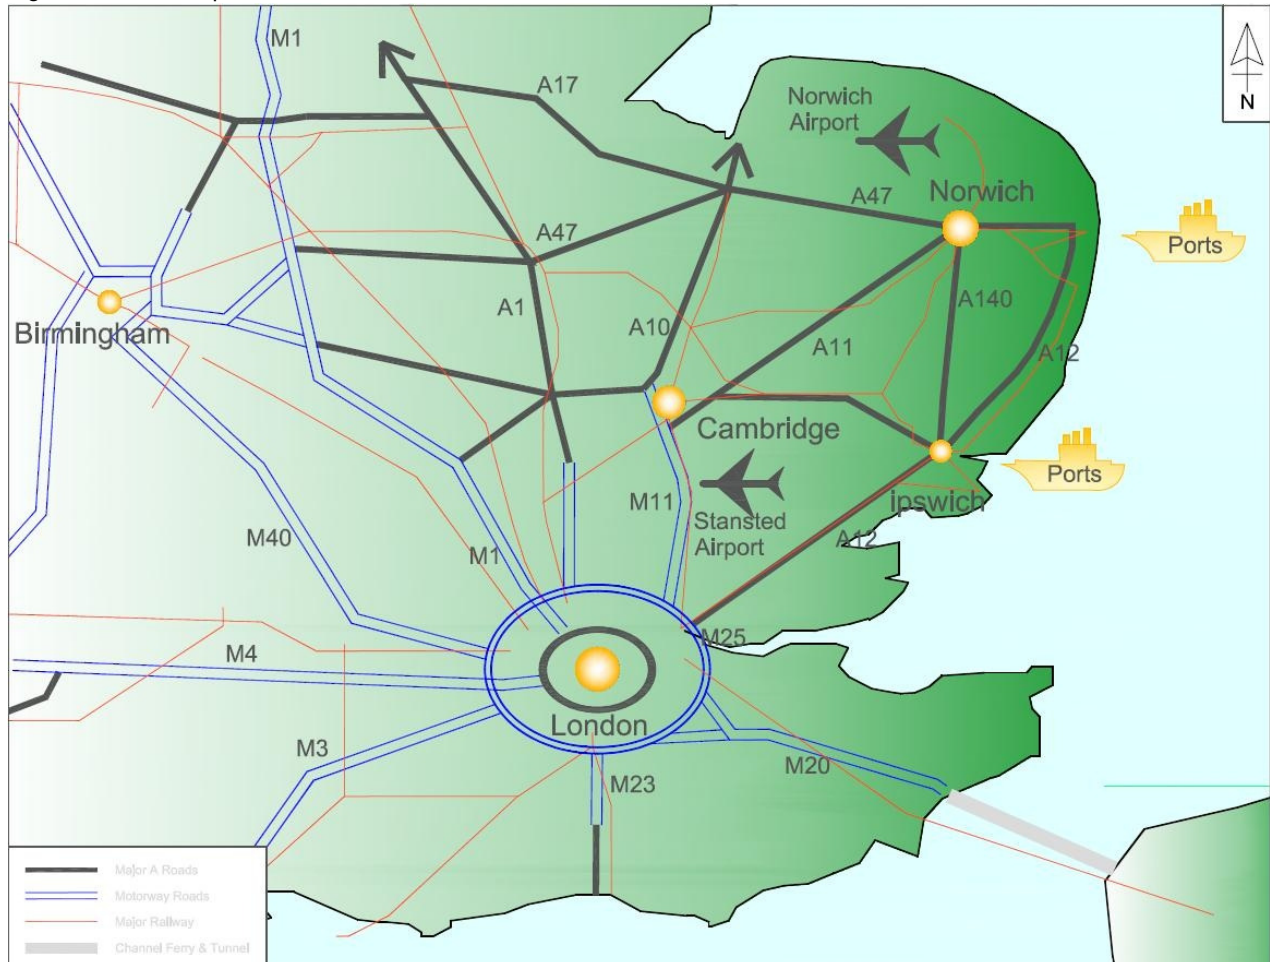 M1
A17
Norwich
Airport
N
A47
Norwich
Ports
A47
A1
A10
A140
Birmingham
A11
A12
Cambridge
Ports
M11
ipswich
Stansted
Airport
M40
M1
A12
M25
M4
London
M3
M20
M23
Major A Roads
Motorway Roads
Major Railway
Channel Ferry & Tunnel